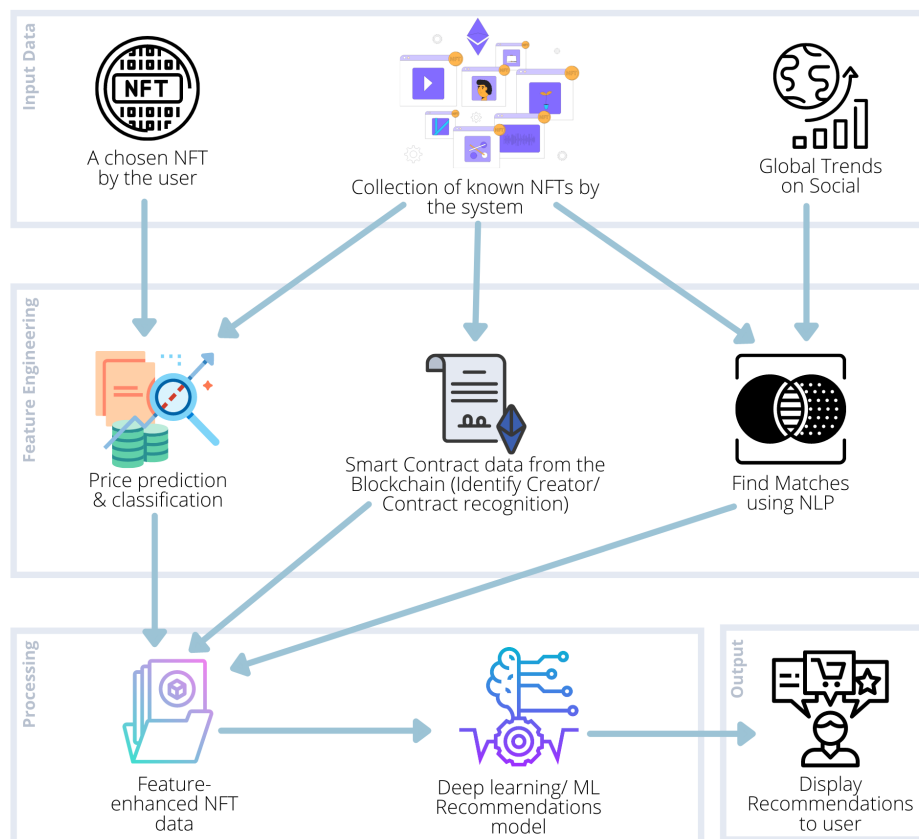 Input Data
NFT
A chosen NFT
by the user
Collection of known NFTs by
the system
Global Trends
on Social
Feature Engineering
Price prediction
& classification
Smart Contract data from the
Blockchain (Identify Creator/
Contract recognition)
Find Matches
using NLP
Processing
Feature-
enhanced NFT
data
Deep learning/ ML
Recommendations
model
Output
Display
Recommendations
to user